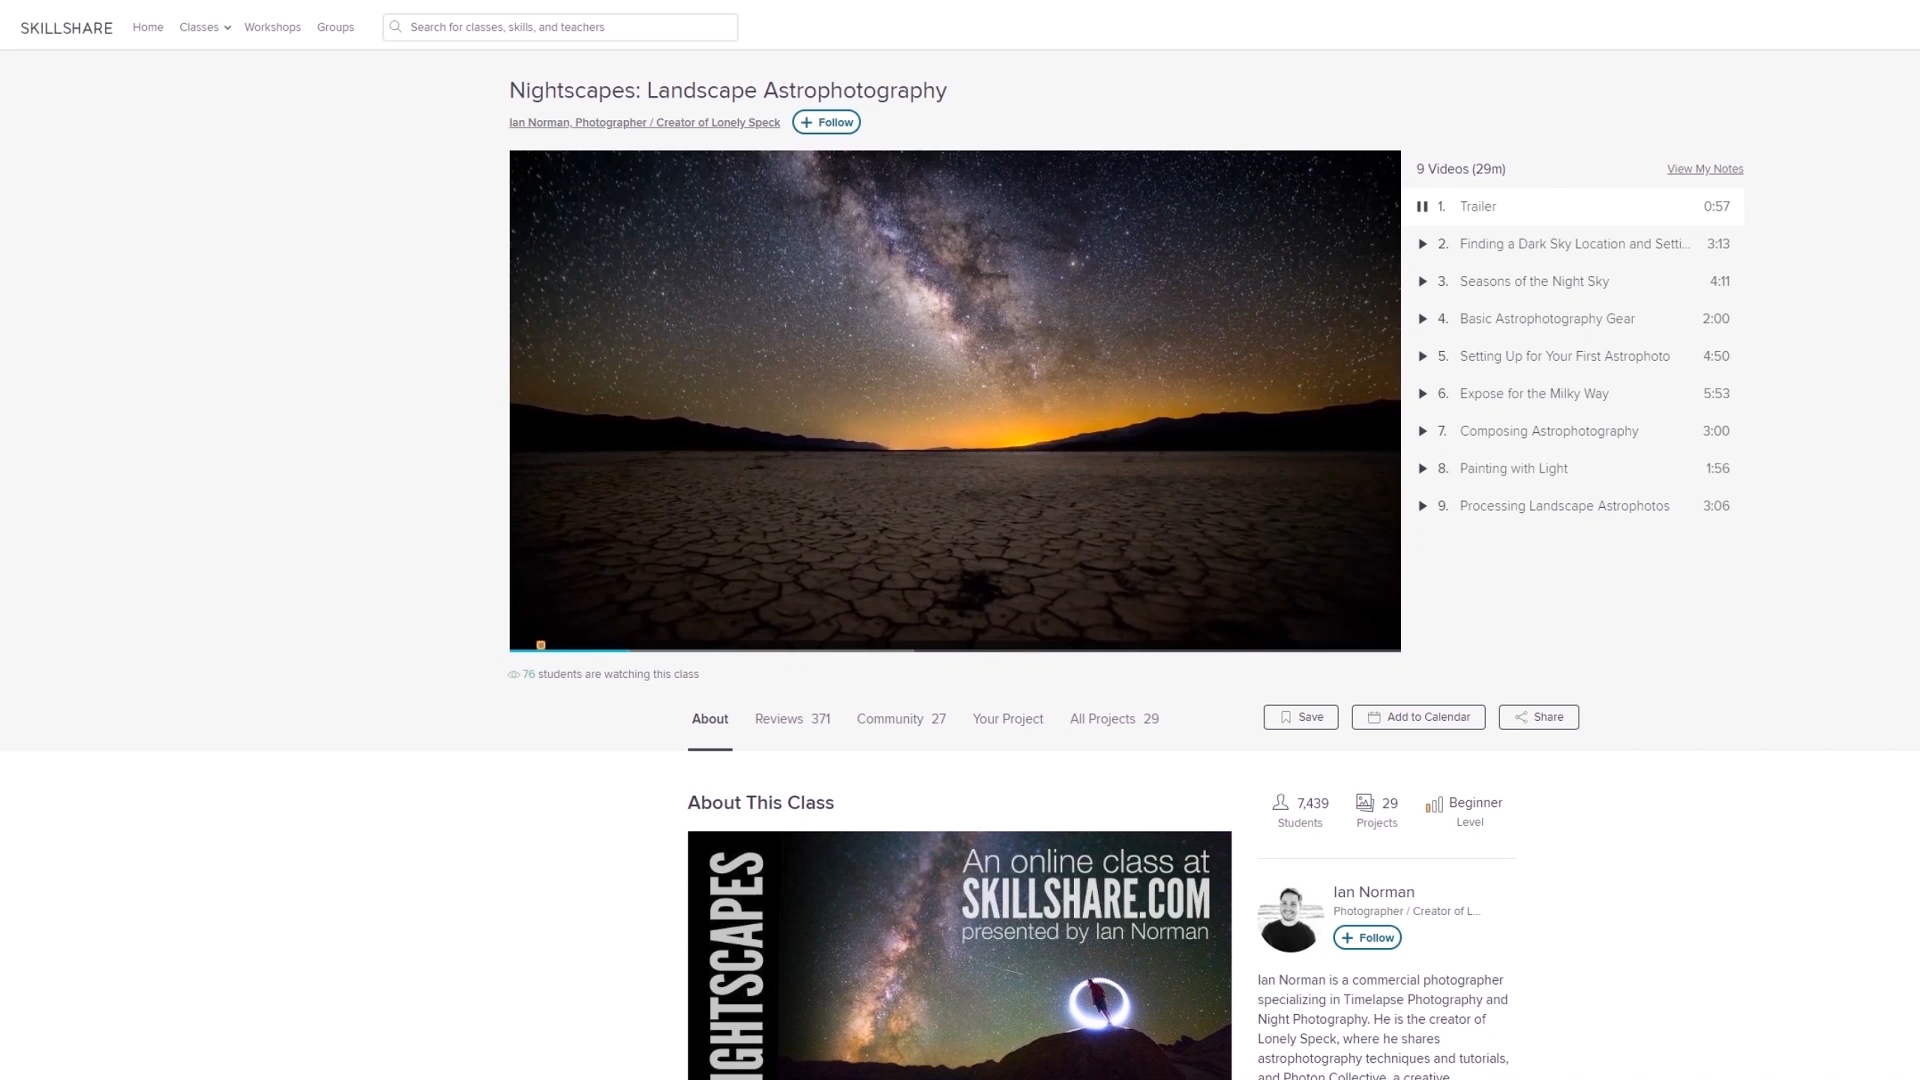 SKILLSHARE Home Classes Workshops Groups Search for classes, skills, and teachers
Nightscapes: Landscape Astrophotography
Ian Norman, Photographer / Creator of Lonely Speck + Follow
9 Videos (29m) View My Notes
1. Trailer 0:57
2. Finding a Dark Sky Location and Setti... 3:13
3. Seasons of the Night Sky 4:11
4. Basic Astrophotography Gear 2:00
5. Setting Up for Your First Astrophoto 4:50
6. Expose for the Milky Way 5:53
7. Composing Astrophotography 3:00
8. Painting with Light 1:56
9. Processing Landscape Astrophotos 3:06
76 students are watching this class
About Reviews 371 Community 27 Your Project All Projects 29 Save Add to Calendar Share
About This Class
7,439 Students
29 Projects
Beginner Level
An online class at
SKILLSHARE.COM
presented by Ian Norman
IGHTSCAPES
Ian Norman
Photographer / Creator of L...
+ Follow
Ian Norman is a commercial photographer
specializing in Timelapse Photography and
Night Photography. He is the creator of
Lonely Speck, where he shares
astrophotography techniques and tutorials,
and Photon Collective, a creative